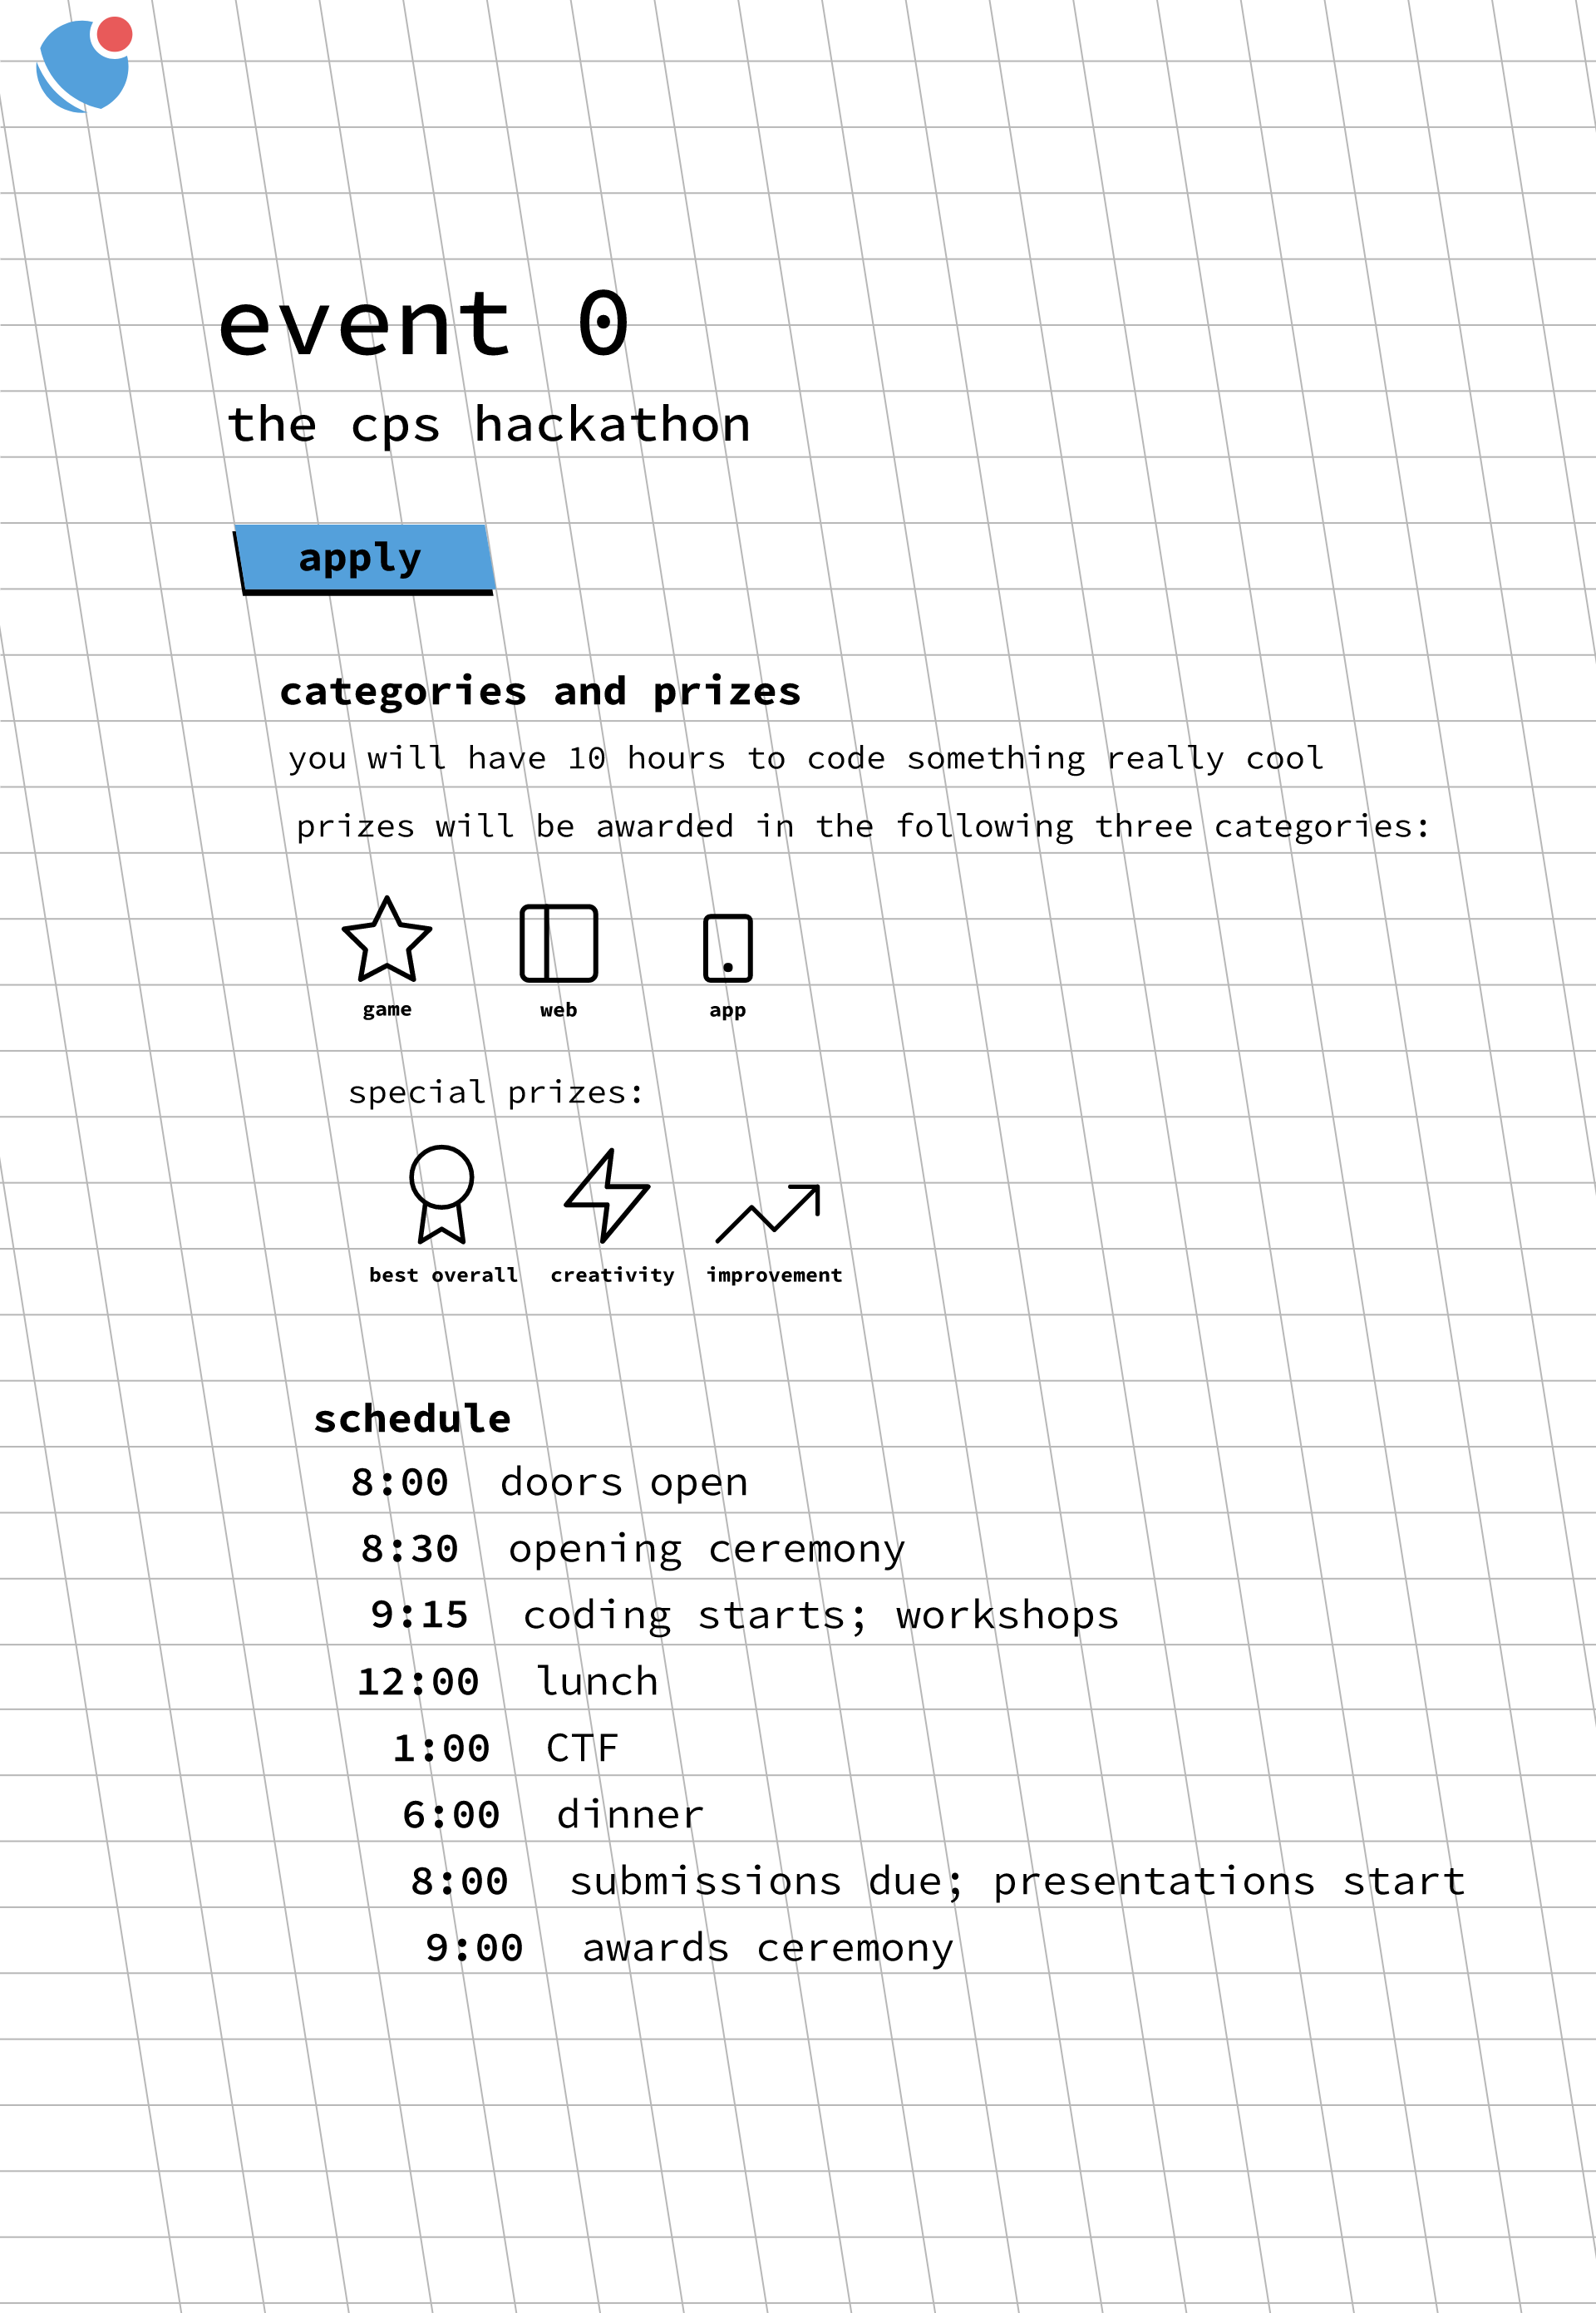 event 0
the cps hackathon
apply
categories and prizes
you will have 10 hours to code something really cool
prizes will be awarded in the following three categories:
game web app
special prizes:
best overall creativity improvement
schedule
8:00 doors open
8:30 opening ceremony
9:15 coding starts; workshops
12:00 lunch
1:00 CTF
6:00 dinner
8:00 submissions due; presentations start
9:00 awards ceremony